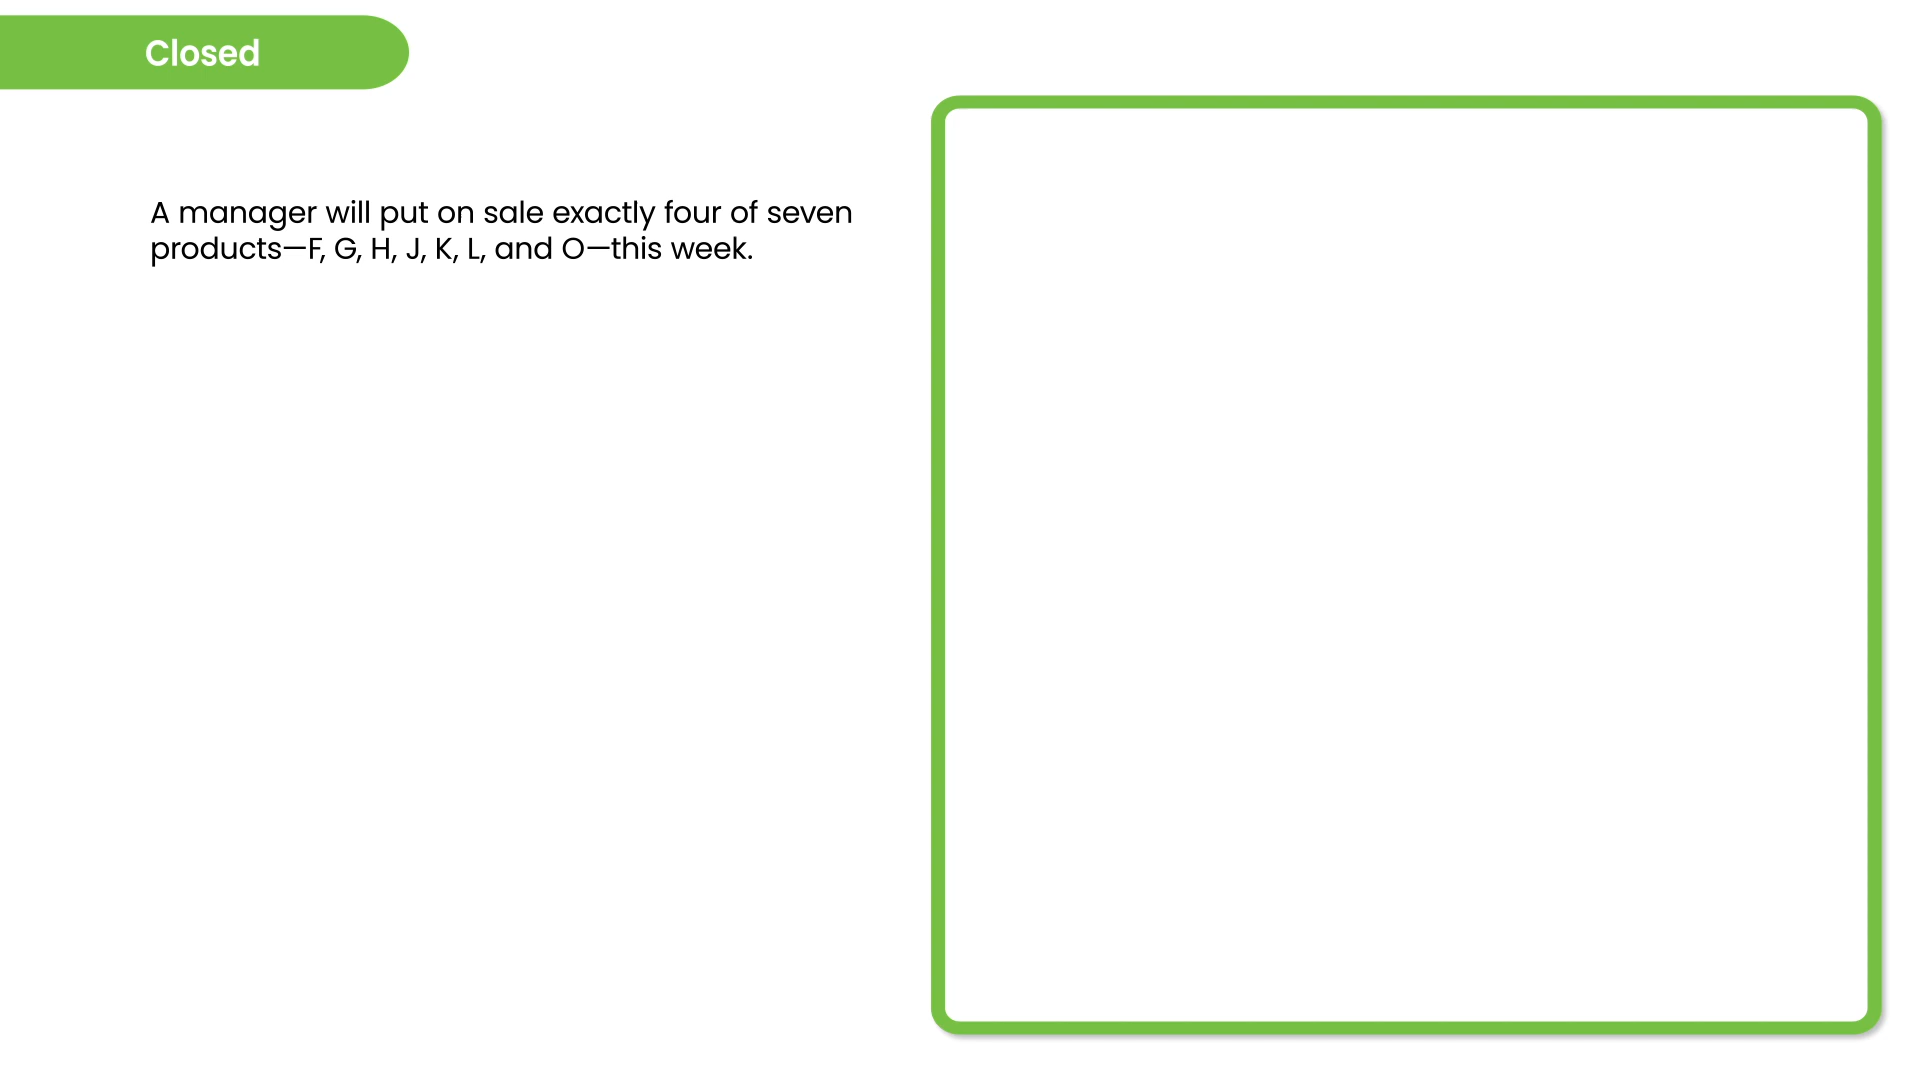 Closed
A manager will put on sale exactly four of seven
products—F, G, H, J, K, L, and O—this week.